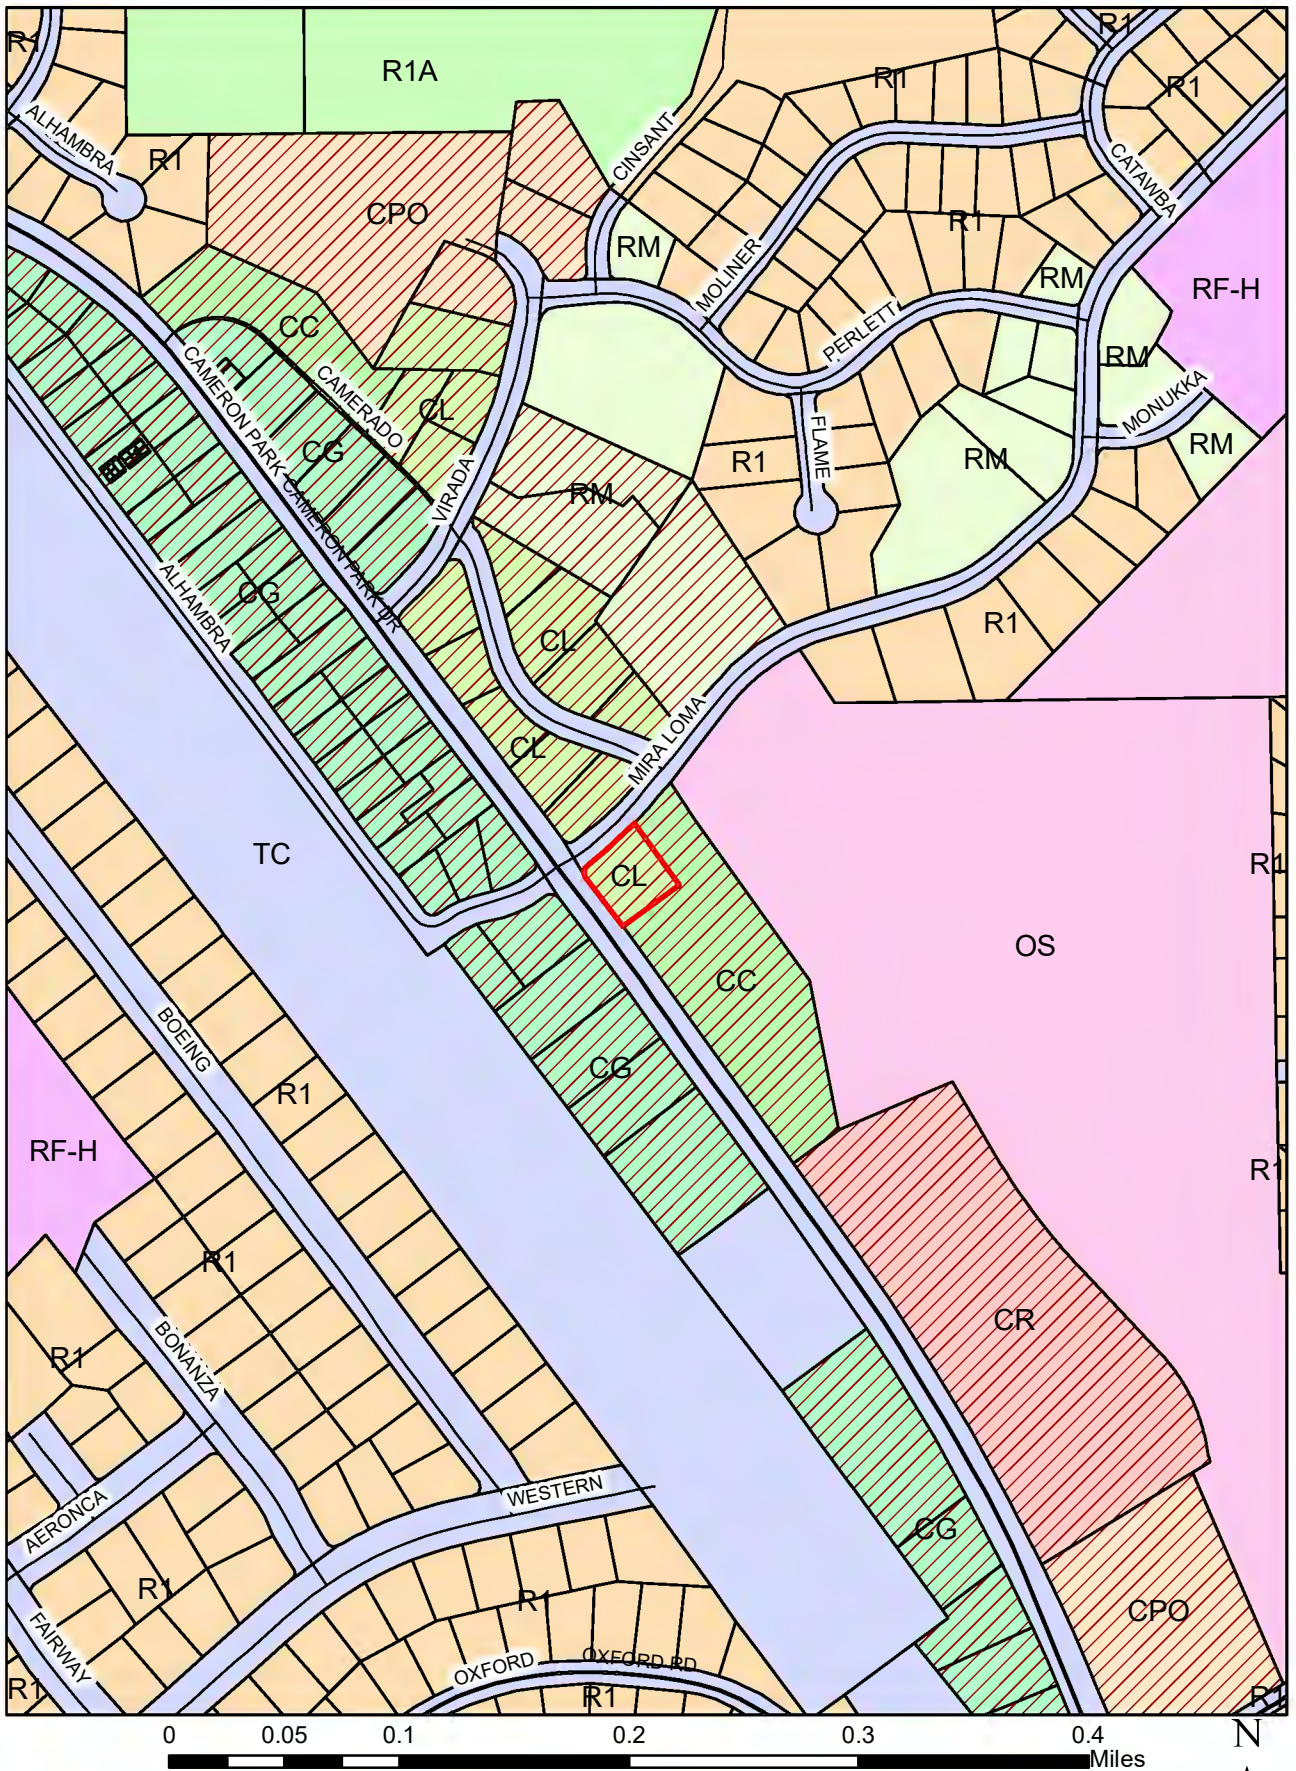 R1
R1
R1A
R1
R1
ALHAMBRA
R1
CINSANT
CATAWBA
CPO
R1
RM
MOLINER
RM
RF-H
CC
PERLETT
RM
CAMERON PARK
CAMERADO
CL
MONUKKA
FLAME
CG
RM
R1
RM
VIRADA
RM
CAMERON PARK DR
ALHAMBRA
CG
R1
CL
MIRA LOMA
CL
TC
R1
CL
OS
CC
BOEING
CG
R1
RF-H
R1
R1
CR
R1
BONANZA
WESTERN
AERONCA
CG
R1
R1
CPO
FAIRWAY
OXFORD
OXFORD RD
R1
R1
R1
0 0.05 0.1 0.2 0.3 0.4
Miles
N